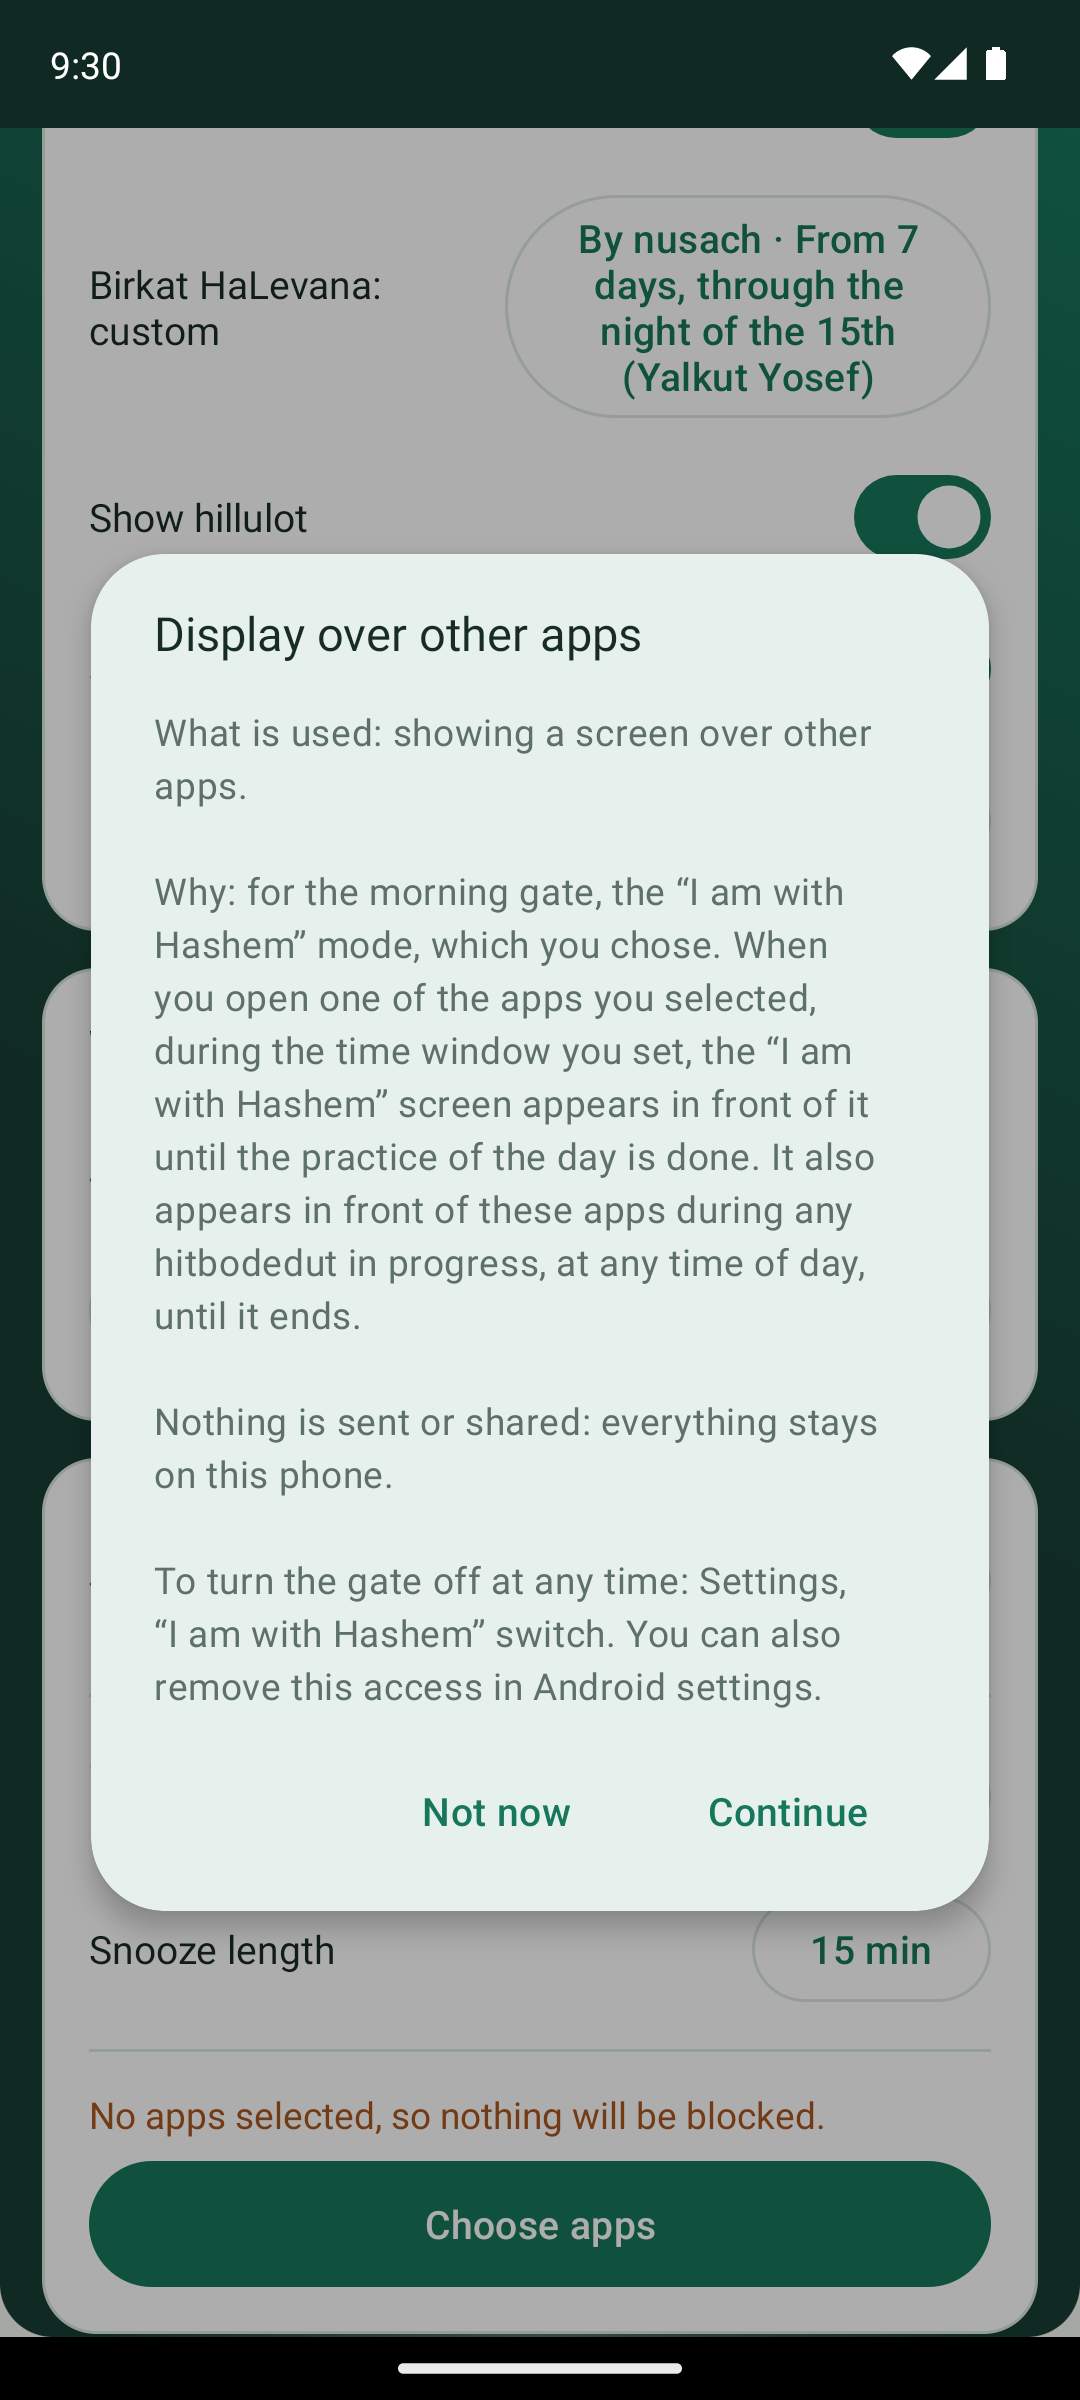 9:30
Birkat HaLevana:
custom
By nusach · From 7
days, through the
night of the 15th
(Yalkut Yosef)
Show hillulot
Display over other apps
What is used: showing a screen over other
apps.
Why: for the morning gate, the “I am with
Hashem” mode, which you chose. When
you open one of the apps you selected,
during the time window you set, the “I am
with Hashem” screen appears in front of it
until the practice of the day is done. It also
appears in front of these apps during any
hitbodedut in progress, at any time of day,
until it ends.
Nothing is sent or shared: everything stays
on this phone.
To turn the gate off at any time: Settings,
“I am with Hashem” switch. You can also
remove this access in Android settings.
Not now
Continue
Snooze length
15 min
No apps selected, so nothing will be blocked.
Choose apps